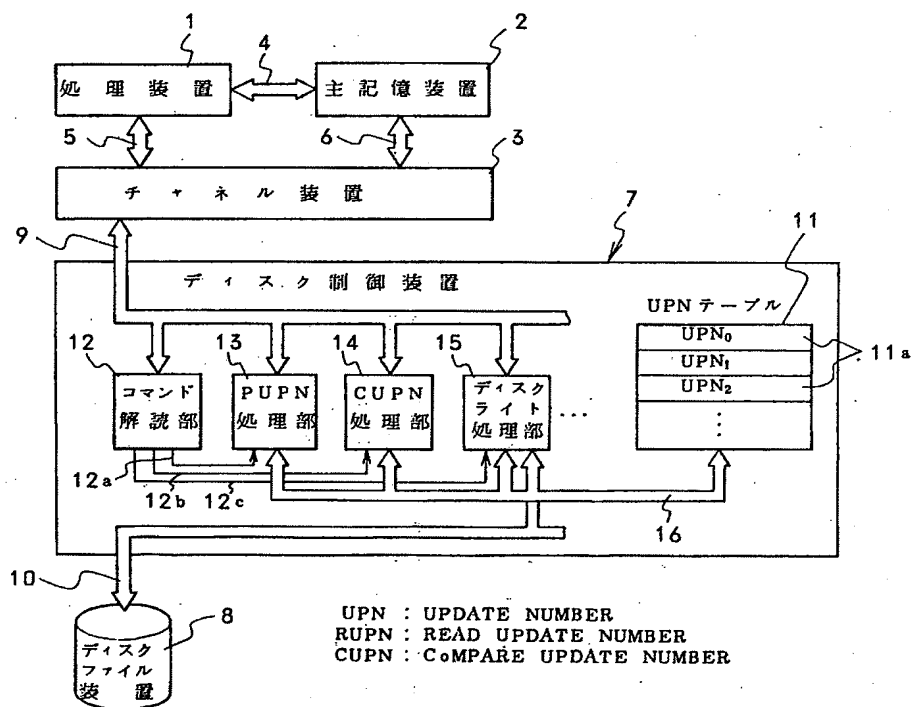 1
2
4
処理装置
主記憶装置
5
6
3
チャネル装置
9
7
11
ディスク制御装置
UPNテーブル
UPN₀
UPN₁
UPN₂
⋮
11a
12
13
14
15
コマンド
解読部
PUPN
処理部
CUPN
処理部
ディスク
ライト
処理部
...
12a
12b
12c
16
10
8
ディスク
ファイル
装置
UPN : UPDATE NUMBER
RUPN : READ UPDATE NUMBER
CUPN : CoMPARE UPDATE NUMBER